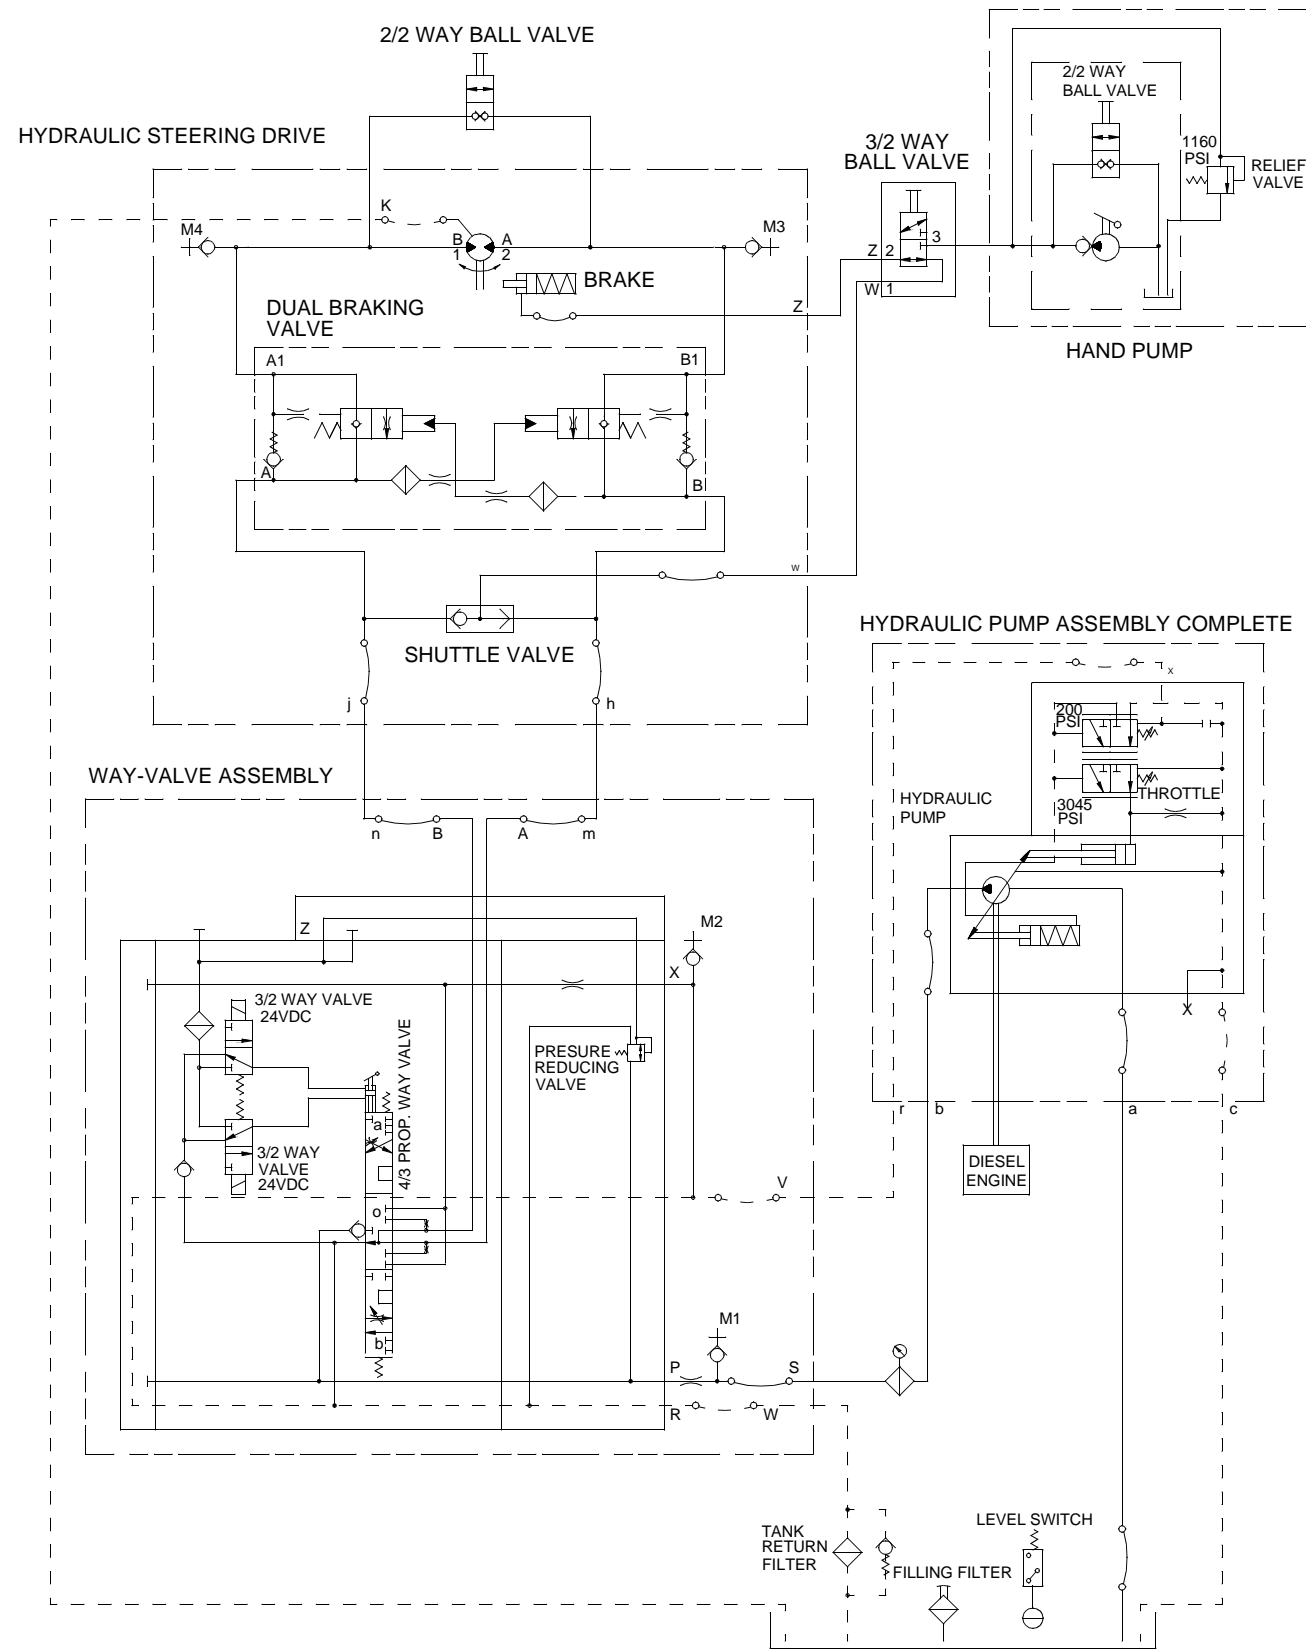 2/2 WAY BALL VALVE
HYDRAULIC STEERING DRIVE
3/2 WAY
BALL VALVE
2/2 WAY
BALL VALVE
1160
PSI
RELIEF
VALVE
K
M4
B
1
A
2
M3
BRAKE
Z
Z
2
3
W
1
HAND PUMP
DUAL BRAKING
VALVE
A1
B1
A
B
w
SHUTTLE VALVE
j
h
HYDRAULIC PUMP ASSEMBLY COMPLETE
x
200
PSI
3045
PSI
THROTTLE
HYDRAULIC
PUMP
X
r
b
a
c
DIESEL
ENGINE
WAY-VALVE ASSEMBLY
n
B
A
m
Z
M2
X
3/2 WAY VALVE
24VDC
3/2 WAY
VALVE
24VDC
4/3 PROP. WAY VALVE
a
o
b
PRESURE
REDUCING
VALVE
V
M1
P
S
R
W
TANK
RETURN
FILTER
FILLING FILTER
LEVEL SWITCH